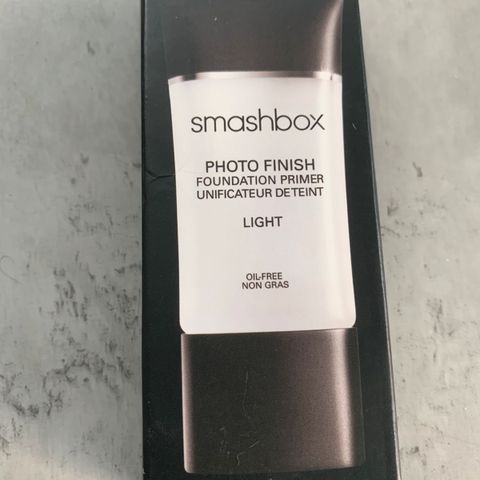 smashbox
PHOTO FINISH
FOUNDATION PRIMER
UNIFICATEUR DETEINT
LIGHT
OIL-FREE
NON GRAS